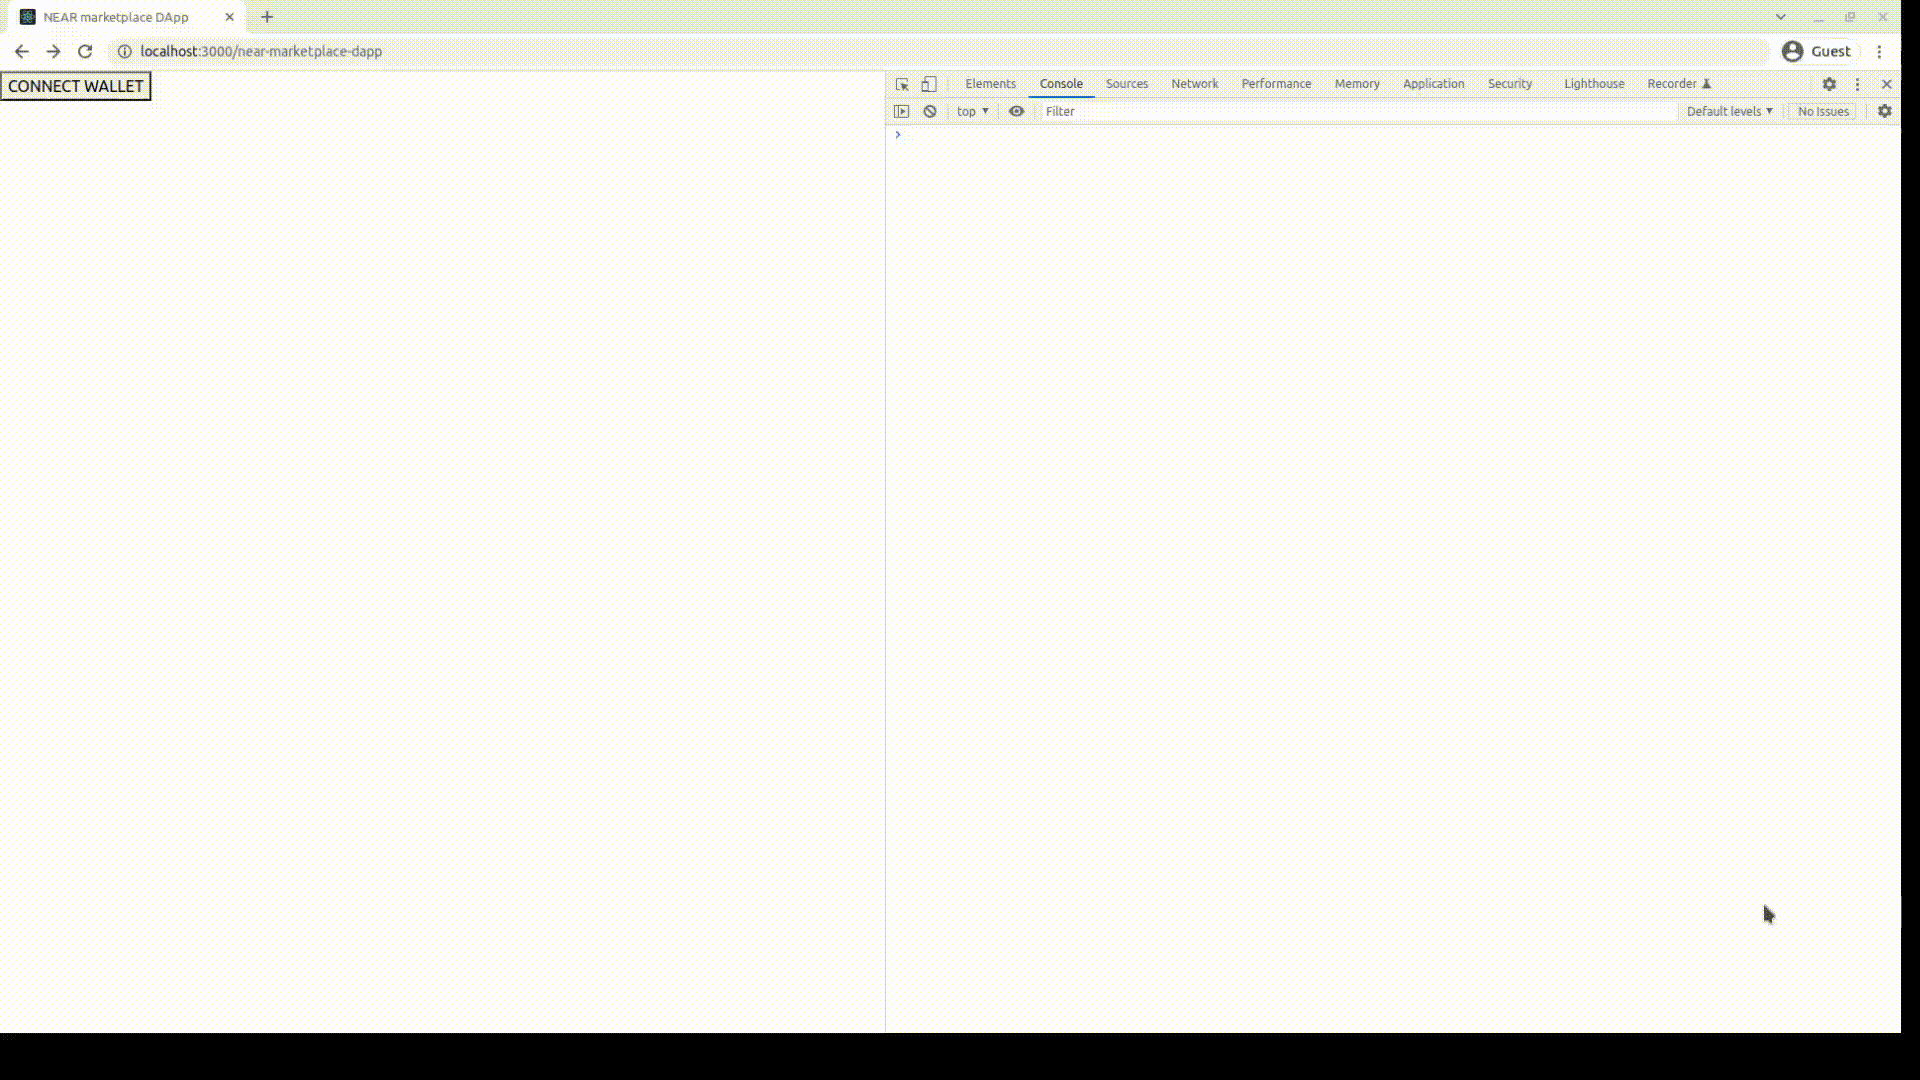 NEAR marketplace DApp
localhost:3000/near-marketplace-dapp
Guest
CONNECT WALLET
Elements Console Sources Network Performance Memory Application Security Lighthouse Recorder
top Filter Default levels No Issues